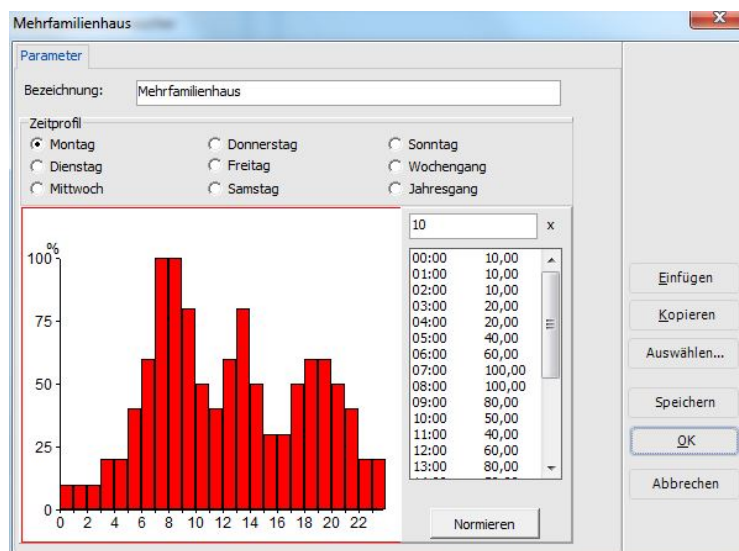 Mehrfamilienhaus
Parameter
Bezeichnung: Mehrfamilienhaus
Zeitprofil
Montag Donnerstag Sonntag
Dienstag Freitag Wochengang
Mittwoch Samstag Jahresgang
10 x
%
100
75
50
25
0
0 2 4 6 8 10 12 14 16 18 20 22
00:00 10,00
01:00 10,00
02:00 10,00
03:00 20,00
04:00 20,00
05:00 40,00
06:00 60,00
07:00 100,00
08:00 100,00
09:00 80,00
10:00 50,00
11:00 40,00
12:00 60,00
13:00 80,00
Normieren
Einfügen
Kopieren
Auswählen...
Speichern
OK
Abbrechen